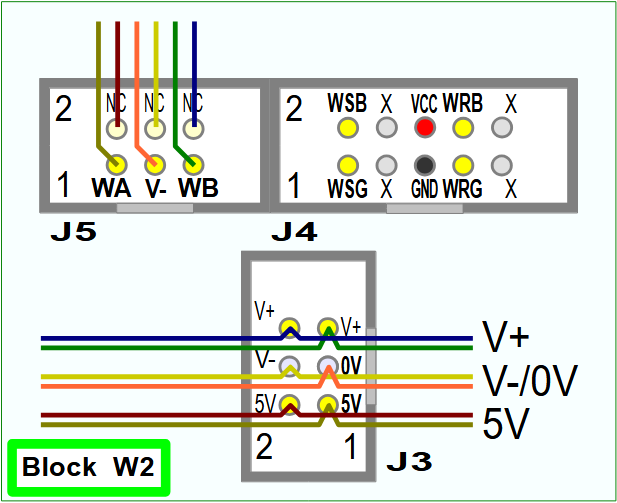 2 NC NC NC
1 WA V- WB
J5
2 WSB X VCC WRB X
1 WSG X GND WRG X
J4
V+ V+
V+
V- 0V
V-/0V
5V 5V
5V
2 1
J3
Block W2